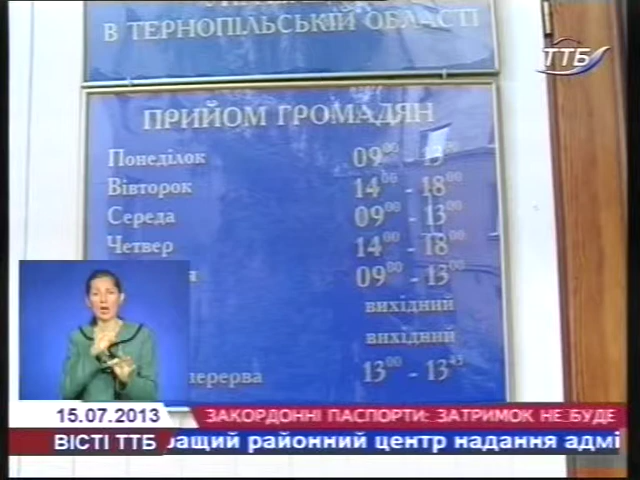 В ТЕРНОПІЛЬСЬКІЙ ОБЛАСТІ
ТТБ
ПРИЙОМ ГРОМАДЯН
Понеділок 09⁰⁰ - 13⁰⁰
Вівторок 14⁰⁰ - 18⁰⁰
Середа 09⁰⁰ - 13⁰⁰
Четвер 14⁰⁰ - 18⁰⁰
я 09⁰⁰ - 13⁰⁰
вихідний
вихідний
перерва 13⁰⁰ - 13⁴⁵
15.07.2013 ЗАКОРДОННІ ПАСПОРТИ: ЗАТРИМОК НЕ БУДЕ
ВІСТІ ТТБ ращий районний центр надання адмі